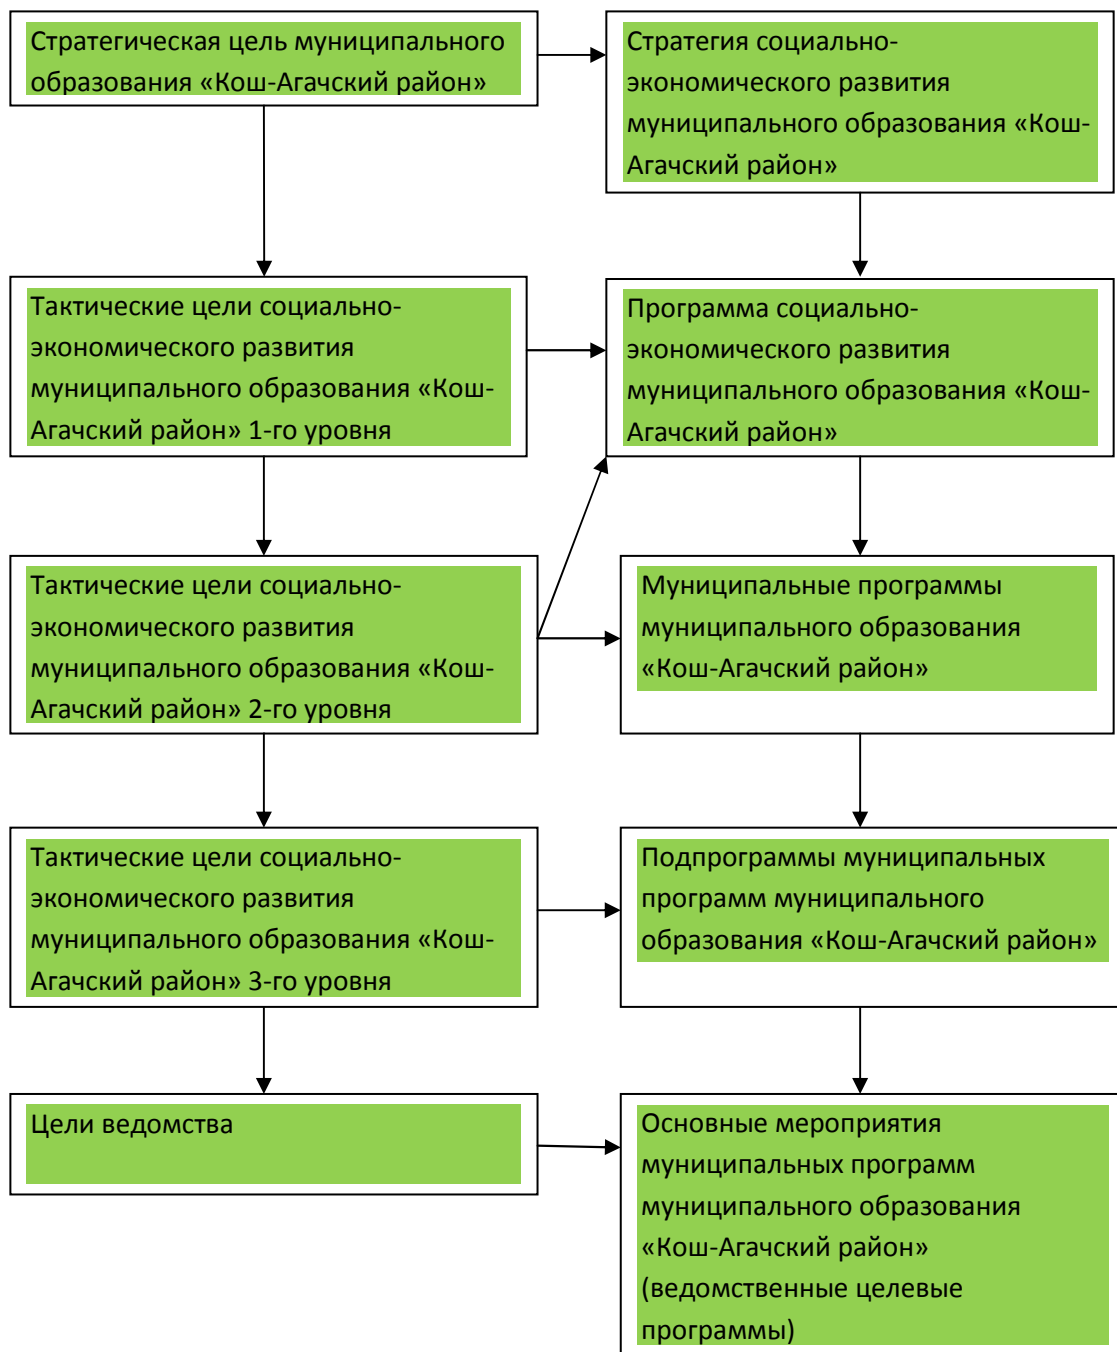 Стратегическая цель муниципального
образования «Кош-Агачский район»
Стратегия социально-
экономического развития
муниципального образования «Кош-
Агачский район»
Тактические цели социально-
экономического развития
муниципального образования «Кош-
Агачский район» 1-го уровня
Программа социально-
экономического развития
муниципального образования «Кош-
Агачский район»
Тактические цели социально-
экономического развития
муниципального образования «Кош-
Агачский район» 2-го уровня
Муниципальные программы
муниципального образования
«Кош-Агачский район»
Тактические цели социально-
экономического развития
муниципального образования «Кош-
Агачский район» 3-го уровня
Подпрограммы муниципальных
программ муниципального
образования «Кош-Агачский район»
Цели ведомства
Основные мероприятия
муниципальных программ
муниципального образования
«Кош-Агачский район»
(ведомственные целевые
программы)